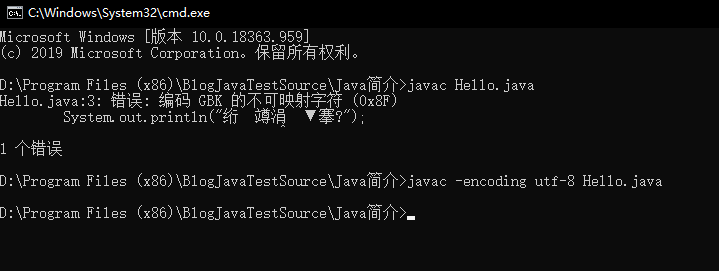 C:\Windows\System32\cmd.exe
Microsoft Windows [版本 10.0.18363.959]
(c) 2019 Microsoft Corporation。保留所有权利。
D:\Program Files (x86)\BlogJavaTestSource\Java简介>javac Hello.java
Hello.java:3: 错误: 编码 GBK 的不可映射字符 (0x8F)
System.out.println("绗 竴涓 ▼搴?");
^
1 个错误
D:\Program Files (x86)\BlogJavaTestSource\Java简介>javac -encoding utf-8 Hello.java
D:\Program Files (x86)\BlogJavaTestSource\Java简介>